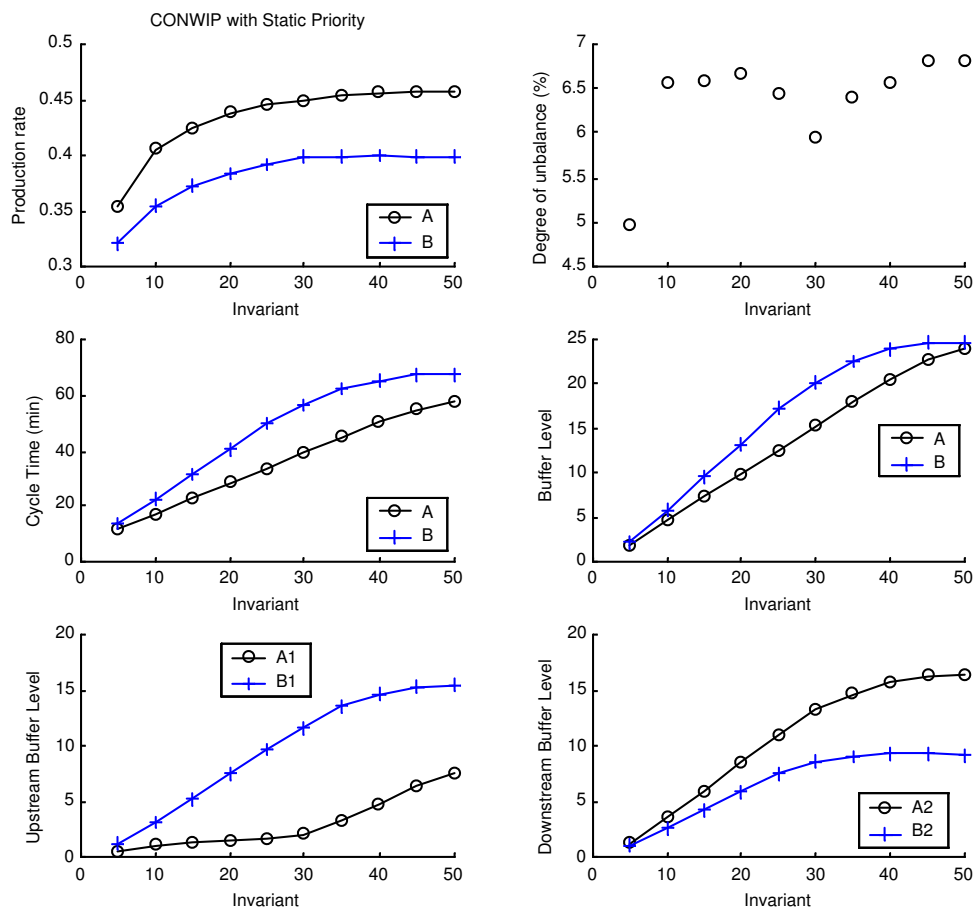 CONWIP with Static Priority
Production rate
0.5
0.45
0.4
0.35
0.3
0
10
20
30
40
50
Invariant
A
B
Degree of unbalance (%)
7
6.5
6
5.5
5
4.5
0
10
20
30
40
50
Invariant
Cycle Time (min)
80
60
40
20
0
0
10
20
30
40
50
Invariant
A
B
Buffer Level
25
20
15
10
5
0
0
10
20
30
40
50
Invariant
A
B
Upstream Buffer Level
20
15
10
5
0
0
10
20
30
40
50
Invariant
A1
B1
Downstream Buffer Level
20
15
10
5
0
0
10
20
30
40
50
Invariant
A2
B2